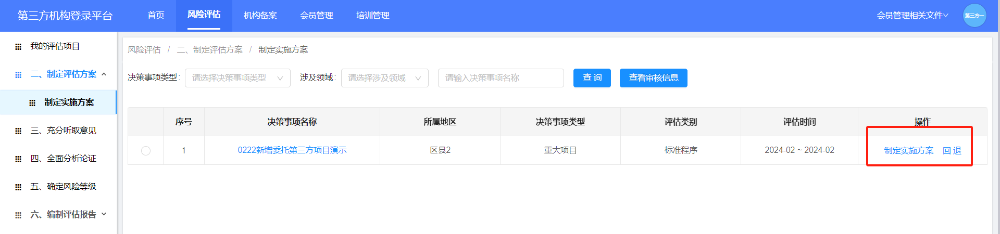 第三方机构登录平台 首页 风险评估 机构备案 会员管理 培训管理 会员管理相关文件 第三方一
我的评估项目
二、制定评估方案
制定实施方案
三、充分听取意见
四、全面分析论证
五、确定风险等级
六、编制评估报告
风险评估 / 二、制定评估方案 / 制定实施方案
决策事项类型: 请选择决策事项类型 涉及领域: 请选择涉及领域 请输入决策事项名称 查 询 查看审核信息
序号 决策事项名称 所属地区 决策事项类型 评估类别 评估时间 操作
1 0222新增委托第三方项目演示 区县2 重大项目 标准程序 2024-02 ~ 2024-02 制定实施方案 回 退